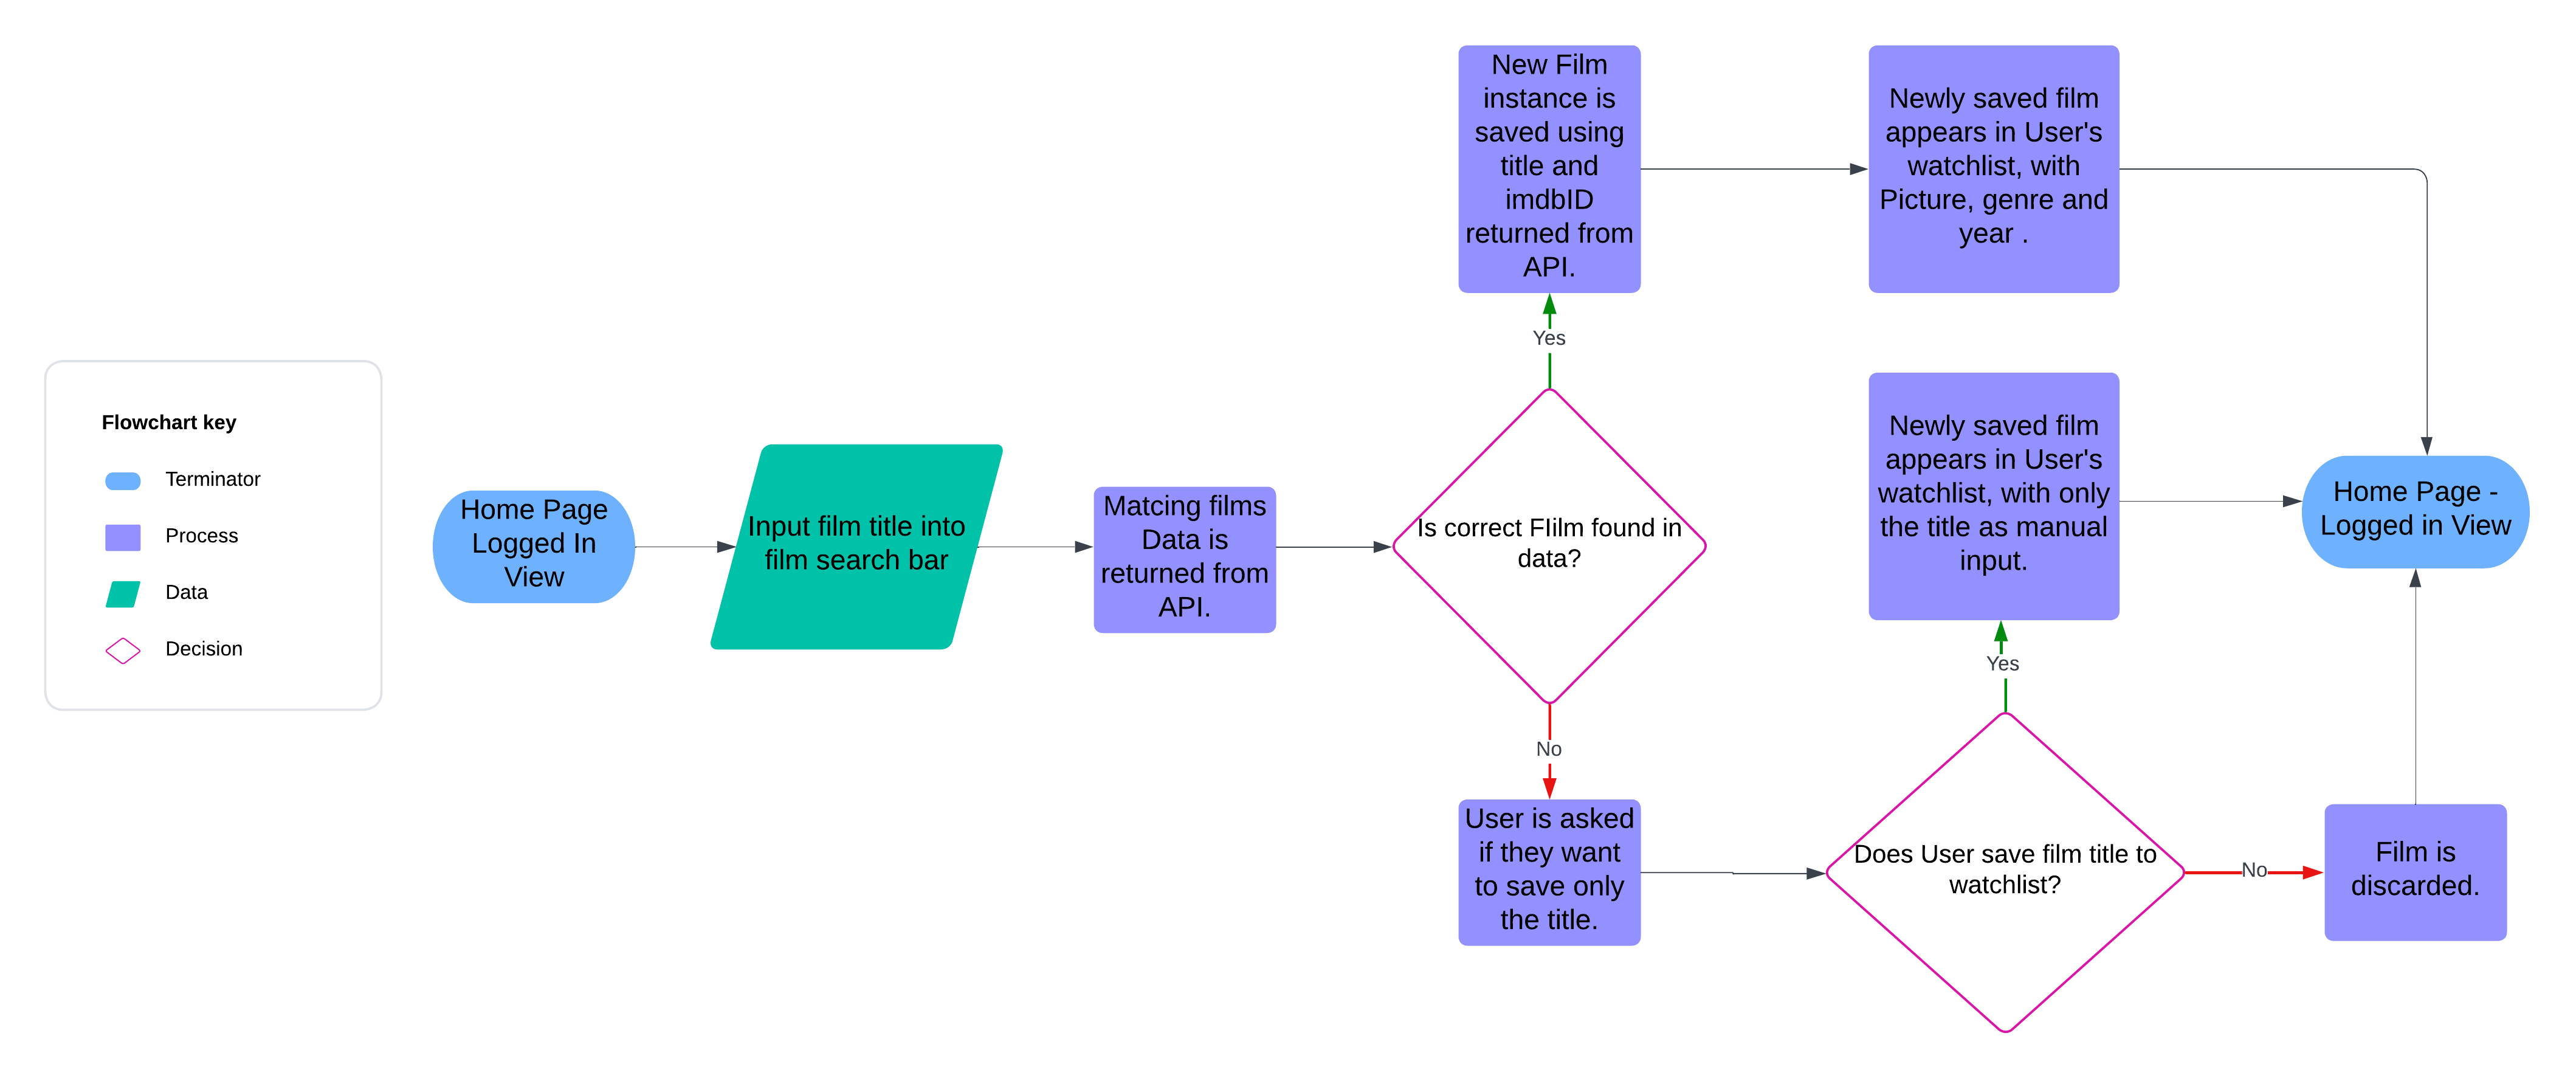 Flowchart key
Terminator
Process
Data
Decision
Home Page
Logged In
View
Input film title into
film search bar
Matcing films
Data is
returned from
API.
Is correct FIilm found in
data?
Yes
New Film
instance is
saved using
title and
imdbID
returned from
API.
Newly saved film
appears in User's
watchlist, with
Picture, genre and
year .
No
User is asked
if they want
to save only
the title.
Does User save film title to
watchlist?
Yes
Newly saved film
appears in User's
watchlist, with only
the title as manual
input.
No
Film is
discarded.
Home Page -
Logged in View